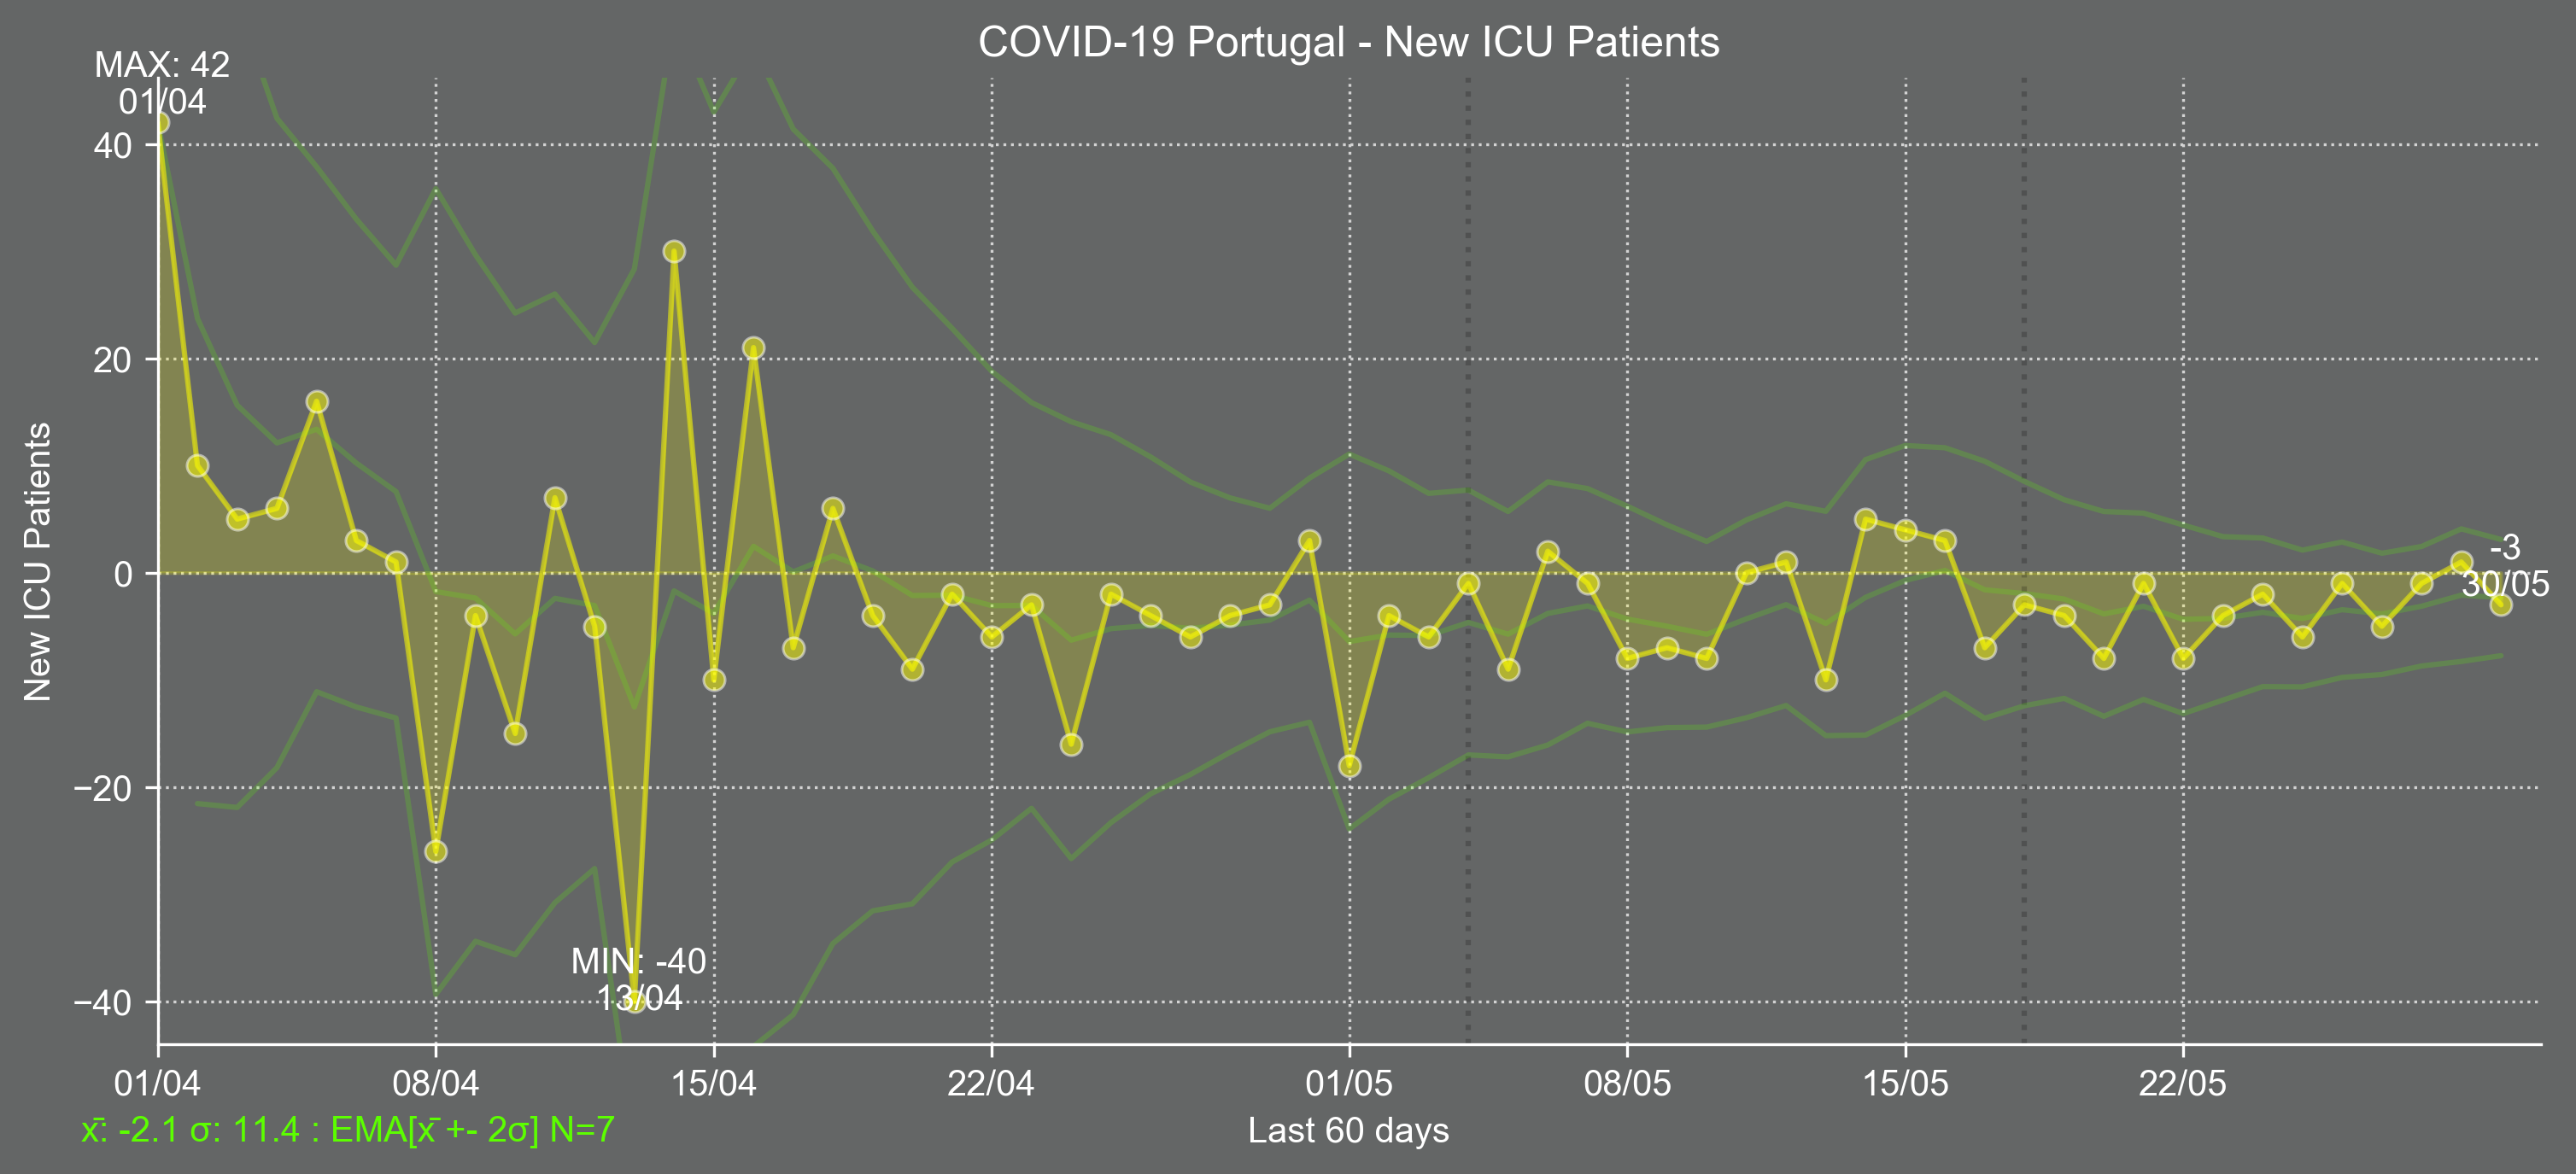 COVID-19 Portugal - New ICU Patients
MAX: 42
01/04
40
20
0
−20
−40
New ICU Patients
-3
30/05
MIN: -40
13/04
01/04 08/04 15/04 22/04 01/05 08/05 15/05 22/05
x̄: -2.1 σ: 11.4 : EMA[x̄ +- 2σ] N=7
Last 60 days